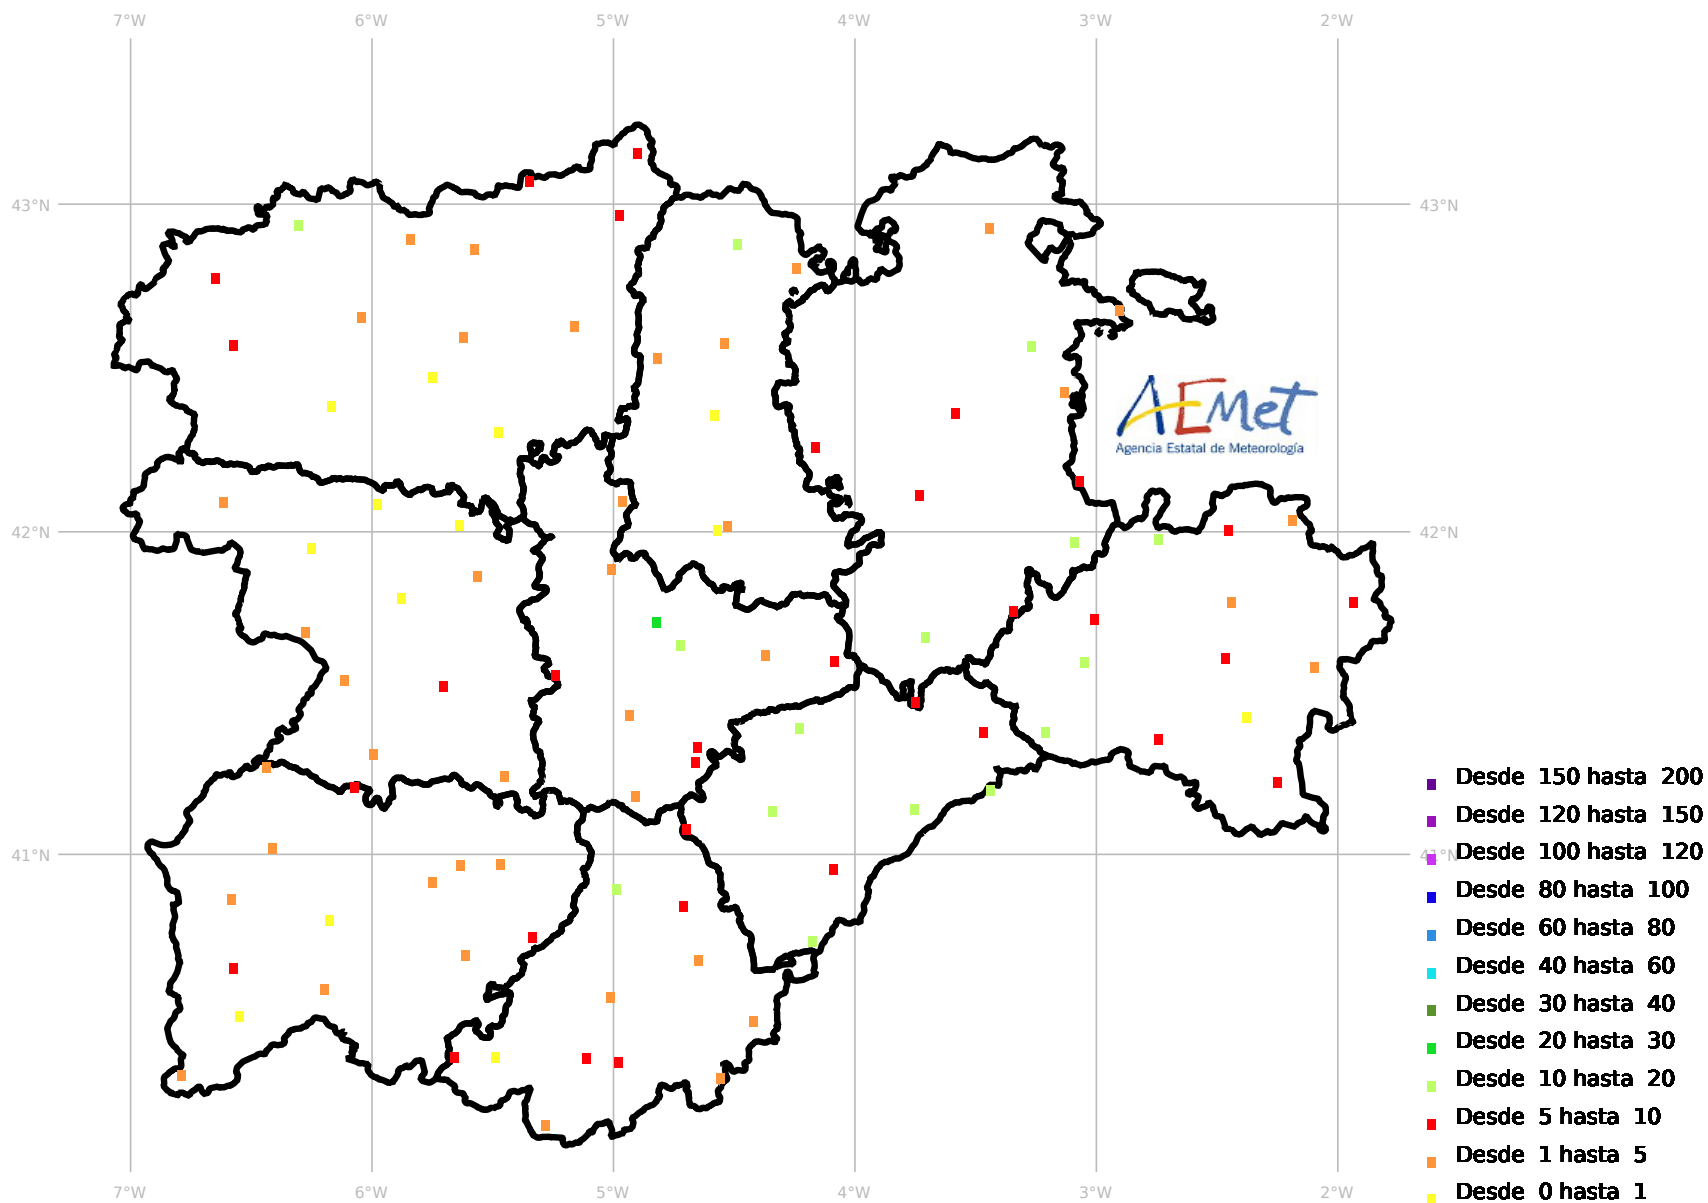 7°W 6°W 5°W 4°W 3°W 2°W
43°N 43°N
AEMet
Agencia Estatal de Meteorología
42°N 42°N
Desde 150 hasta 200
Desde 120 hasta 150
41°N Desde 100 hasta 120 41°N
Desde 80 hasta 100
Desde 60 hasta 80
Desde 40 hasta 60
Desde 30 hasta 40
Desde 20 hasta 30
Desde 10 hasta 20
Desde 5 hasta 10
Desde 1 hasta 5
Desde 0 hasta 1
7°W 6°W 5°W 4°W 3°W 2°W